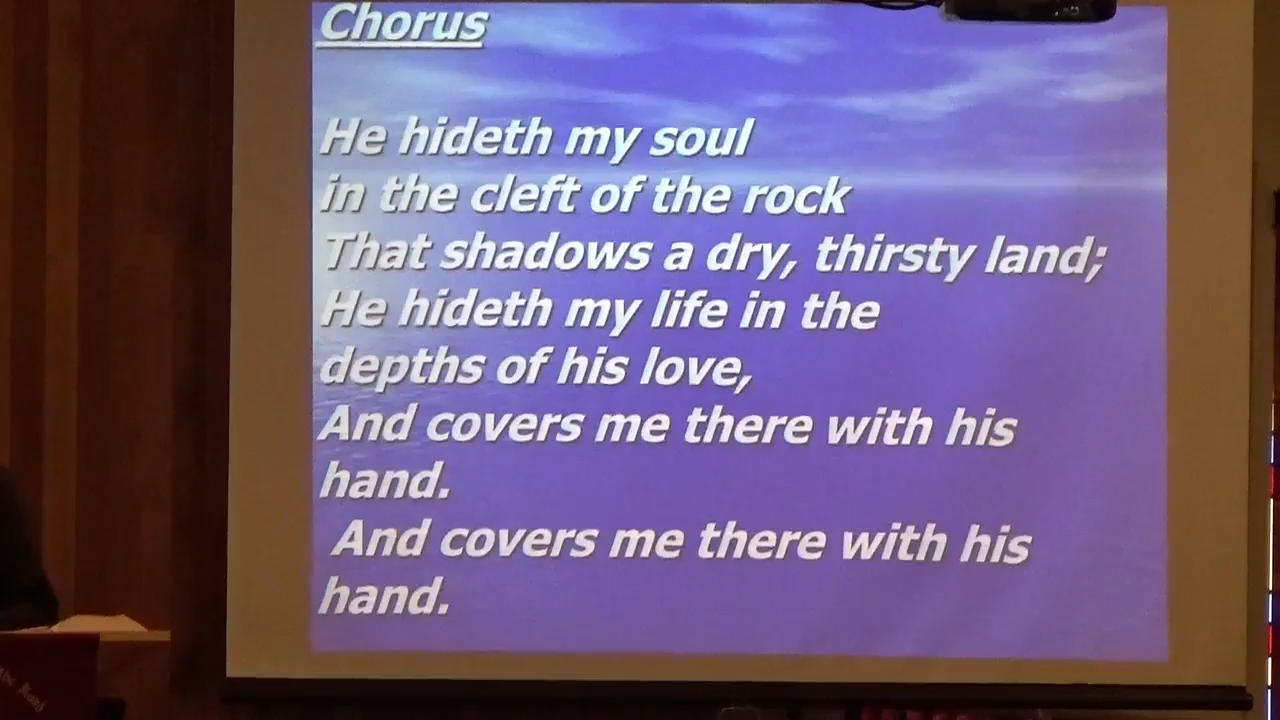 Chorus
He hideth my soul
in the cleft of the rock
That shadows a dry, thirsty land;
He hideth my life in the
depths of his love,
And covers me there with his
hand.
And covers me there with his
hand.